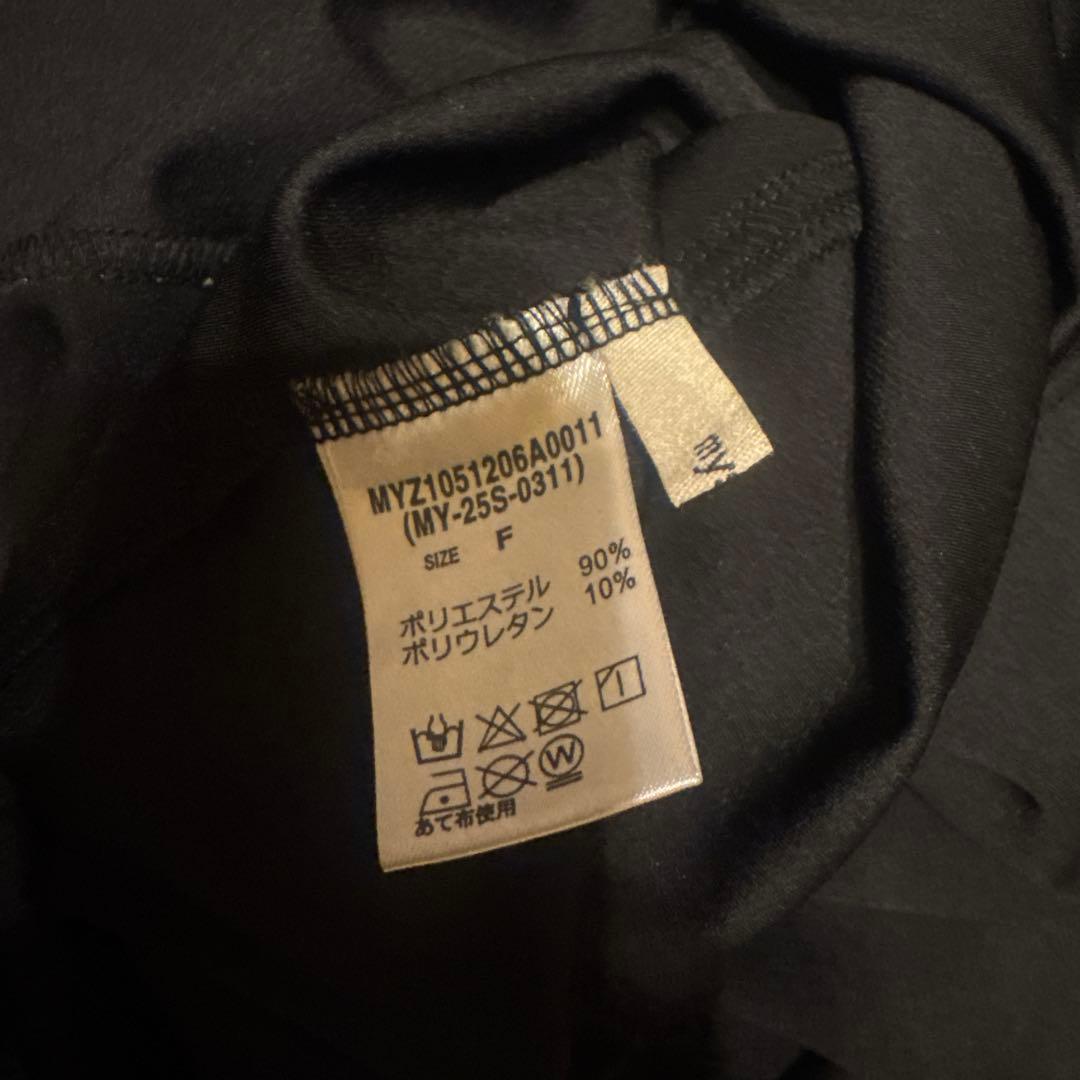 MYZ1051206A0011
(MY-25S-0311)
SIZE F
ポリエステル 90%
ポリウレタン 10%
W
あて布使用
my